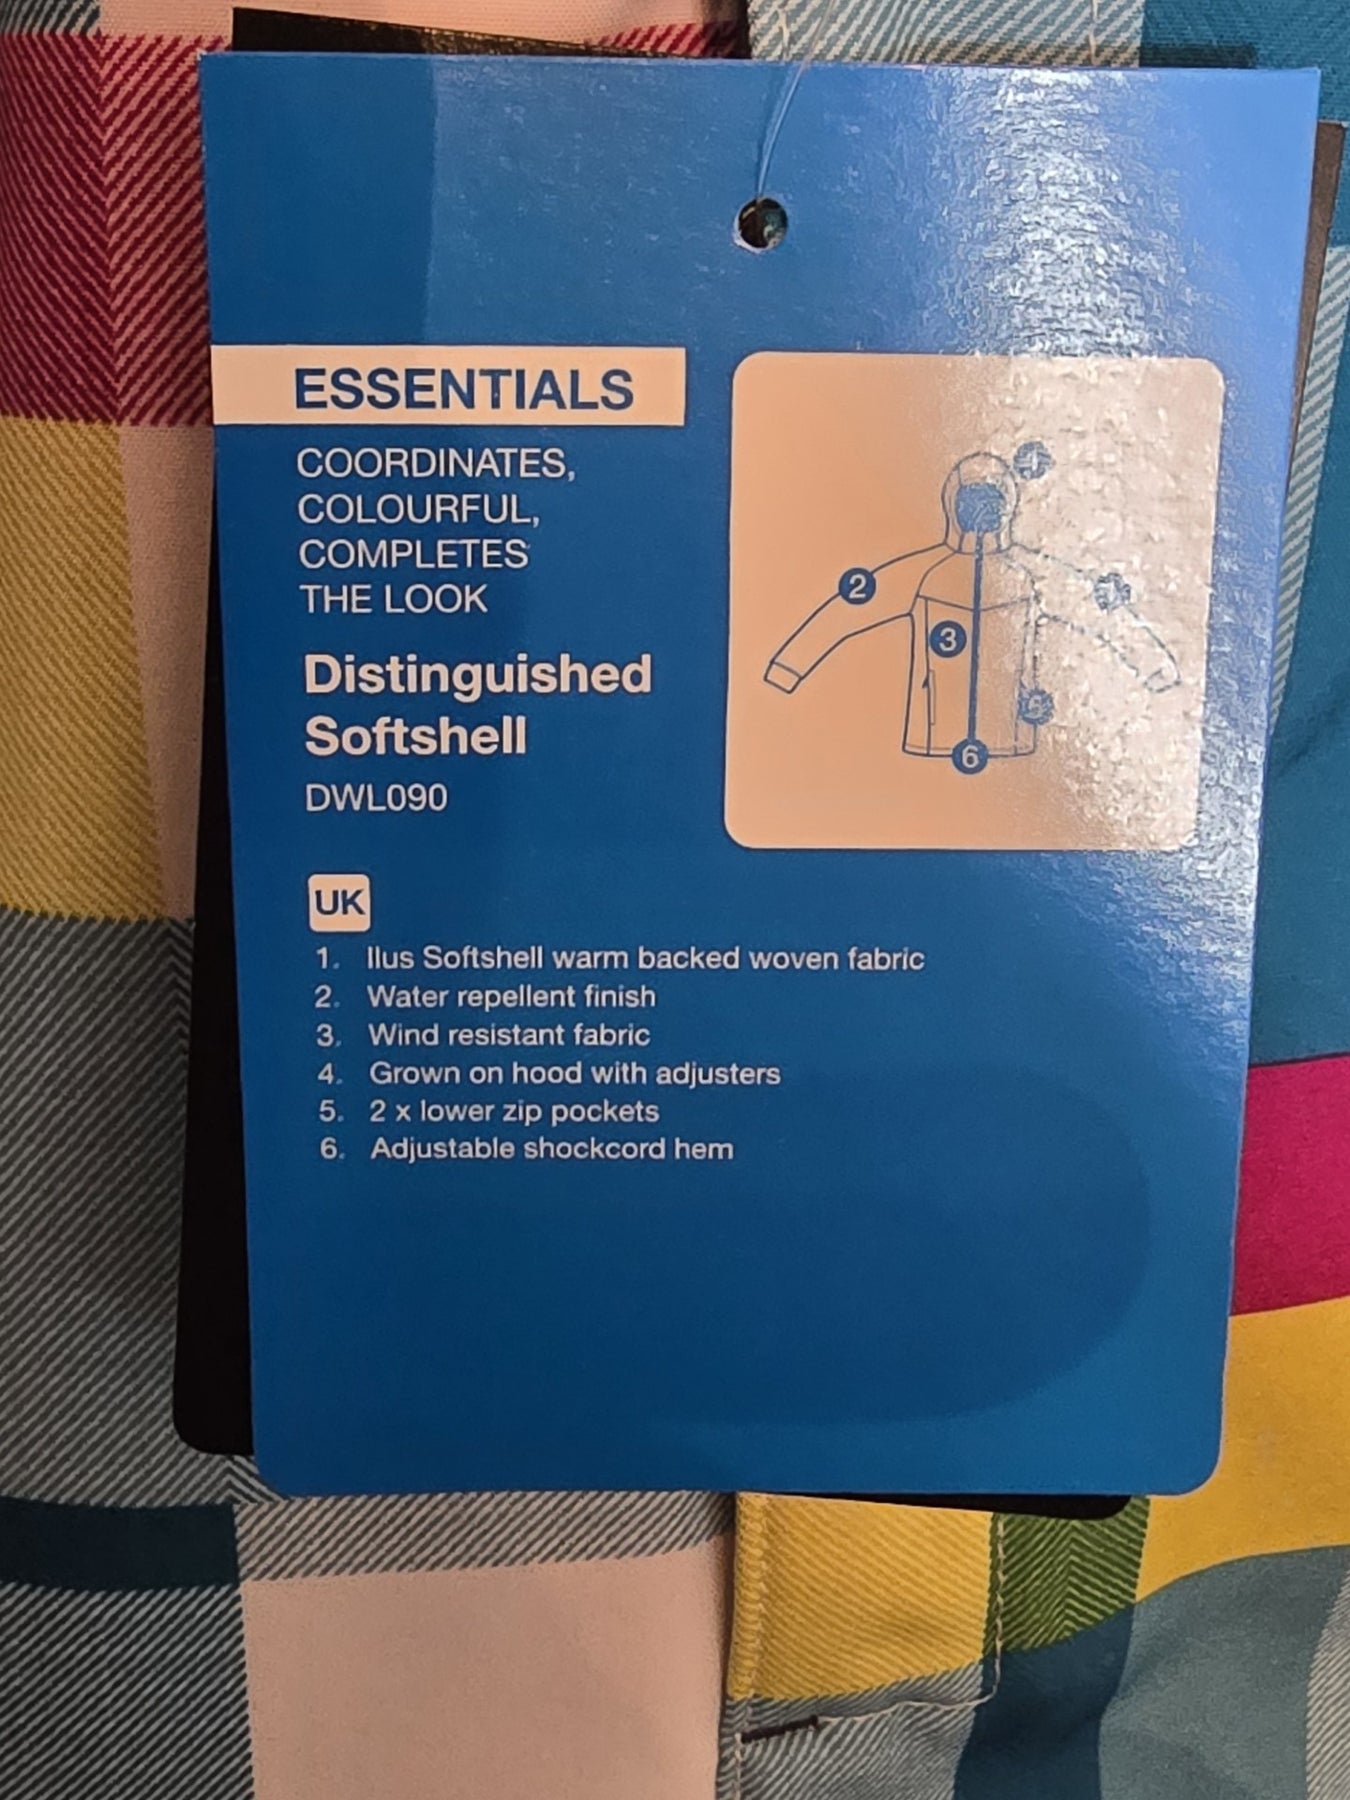 ESSENTIALS
COORDINATES,
COLOURFUL,
COMPLETES
THE LOOK
Distinguished
Softshell
DWL090
2
3
6
UK
1. Ilus Softshell warm backed woven fabric
2. Water repellent finish
3. Wind resistant fabric
4. Grown on hood with adjusters
5. 2 x lower zip pockets
6. Adjustable shockcord hem